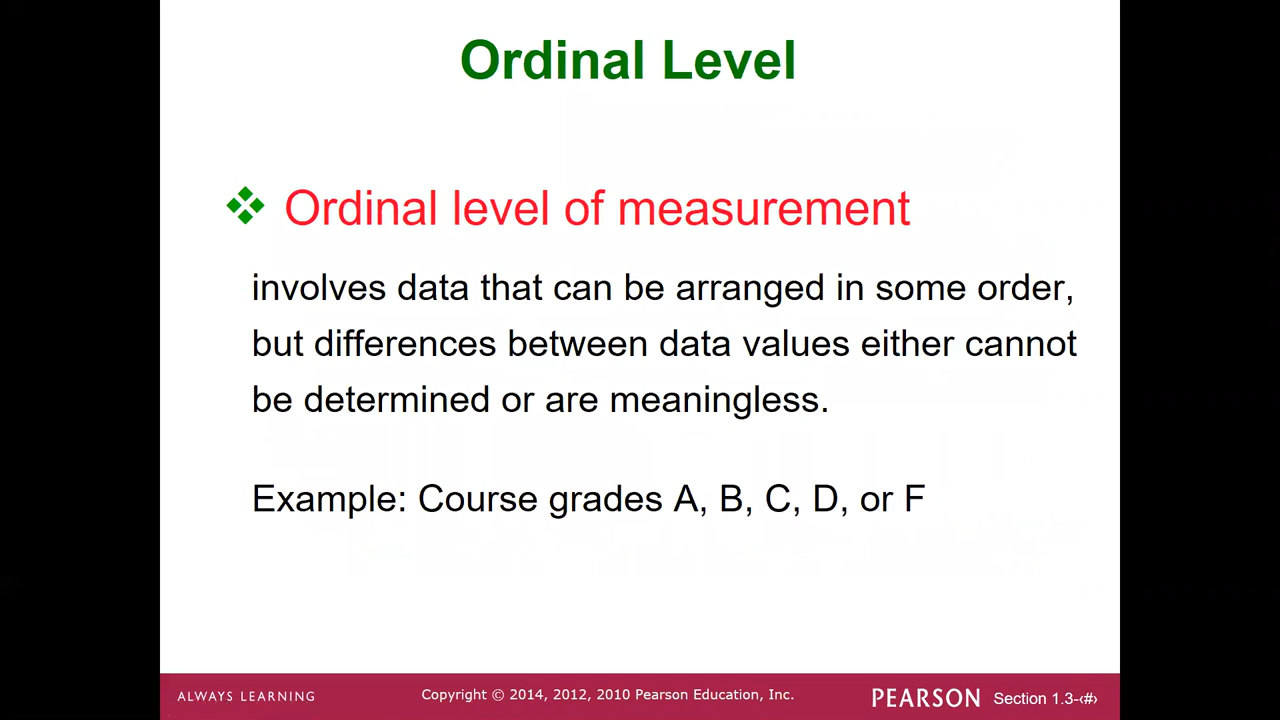 Ordinal Level
Ordinal level of measurement
involves data that can be arranged in some order,
but differences between data values either cannot
be determined or are meaningless.
Example: Course grades A, B, C, D, or F
ALWAYS LEARNING
Copyright © 2014, 2012, 2010 Pearson Education, Inc.
PEARSON
Section 1.3-‹#›